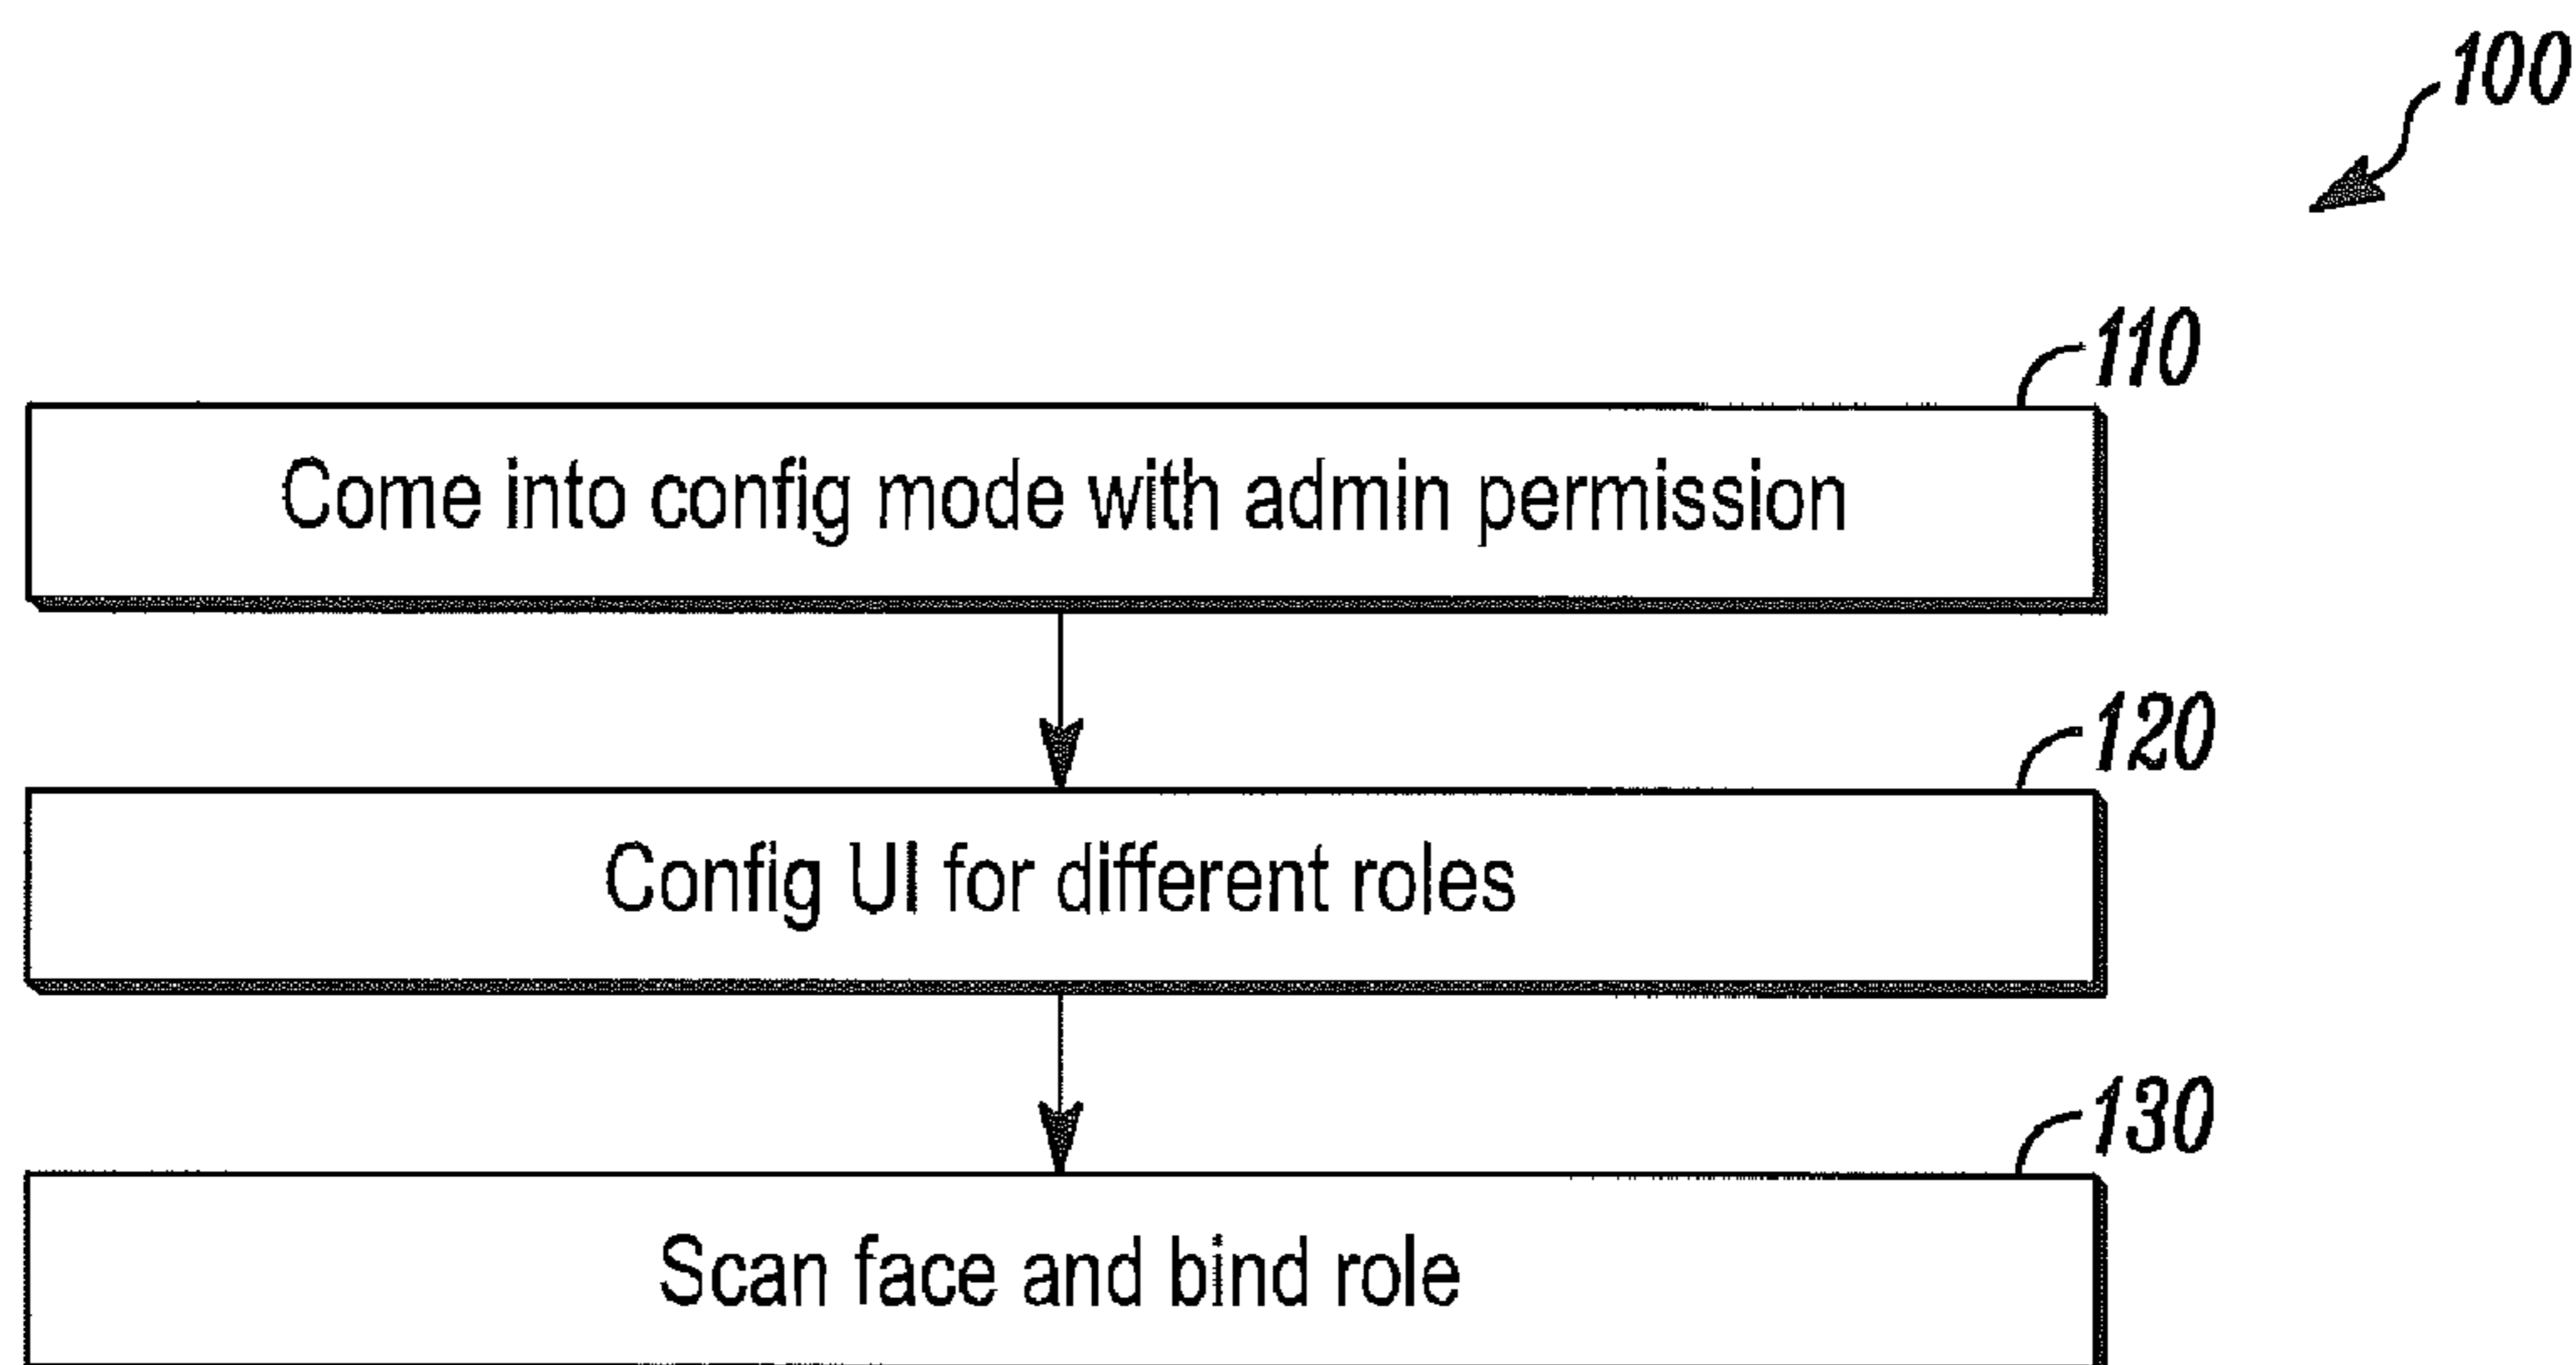 100
110
Come into config mode with admin permission
120
Config UI for different roles
130
Scan face and bind role